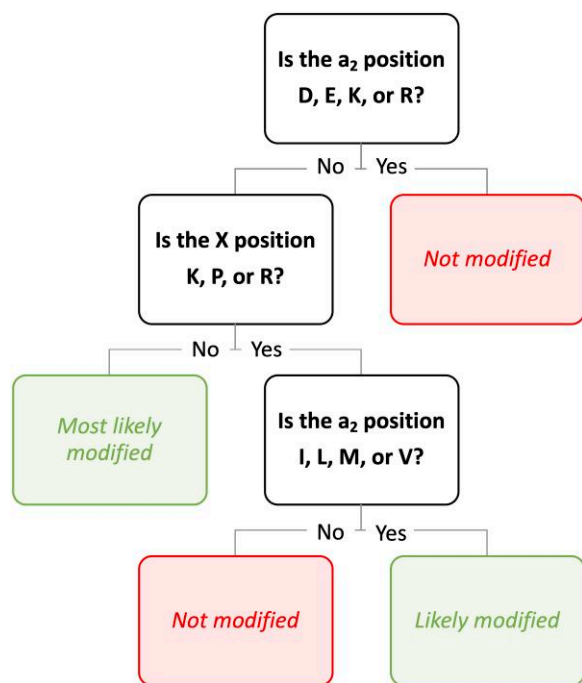 Is the a₂ position
D, E, K, or R?
No Yes
Is the X position
K, P, or R?
Not modified
No Yes
Most likely
modified
Is the a₂ position
I, L, M, or V?
No Yes
Not modified
Likely modified